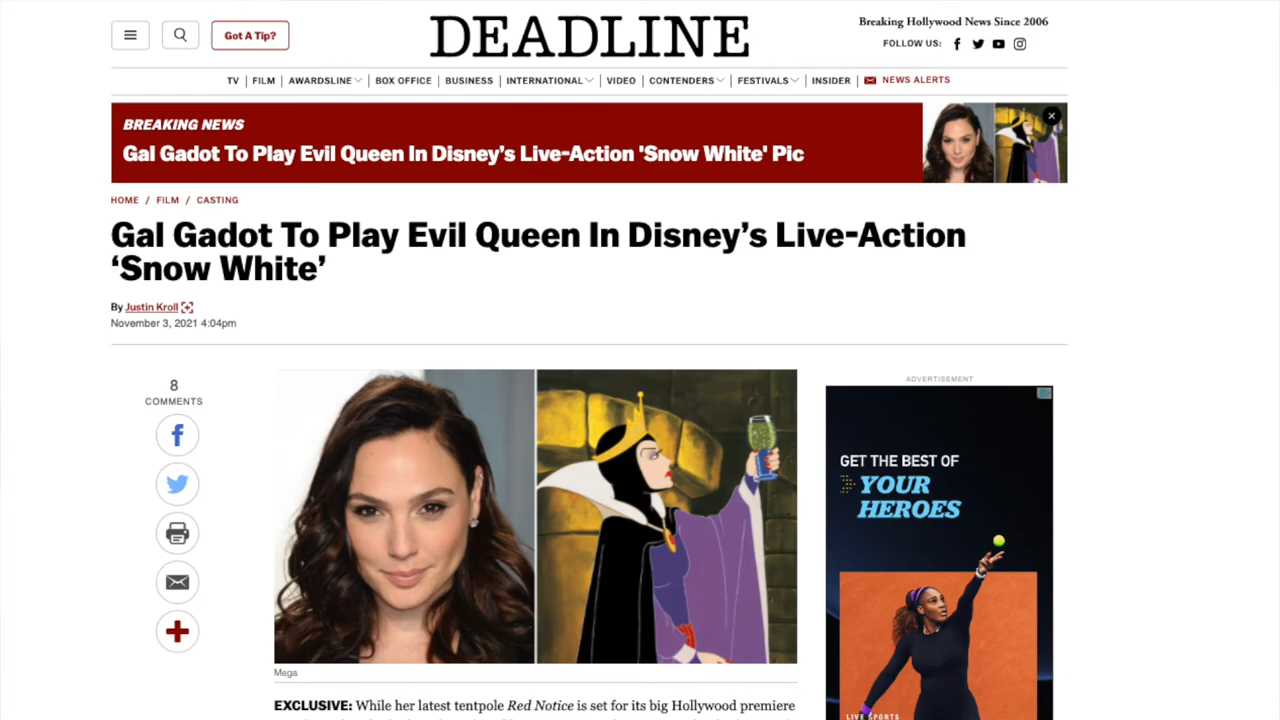 Got A Tip?
DEADLINE
Breaking Hollywood News Since 2006
FOLLOW US:
TV | FILM | AWARDSLINE | BOX OFFICE | BUSINESS | INTERNATIONAL | VIDEO | CONTENDERS | FESTIVALS | INSIDER | NEWS ALERTS
BREAKING NEWS
Gal Gadot To Play Evil Queen In Disney's Live-Action 'Snow White' Pic
HOME / FILM / CASTING
Gal Gadot To Play Evil Queen In Disney’s Live-Action
‘Snow White’
By Justin Kroll
November 3, 2021 4:04pm
8
COMMENTS
Mega
EXCLUSIVE: While her latest tentpole Red Notice is set for its big Hollywood premiere
ADVERTISEMENT
GET THE BEST OF
YOUR
HEROES
LIVE SPORTS